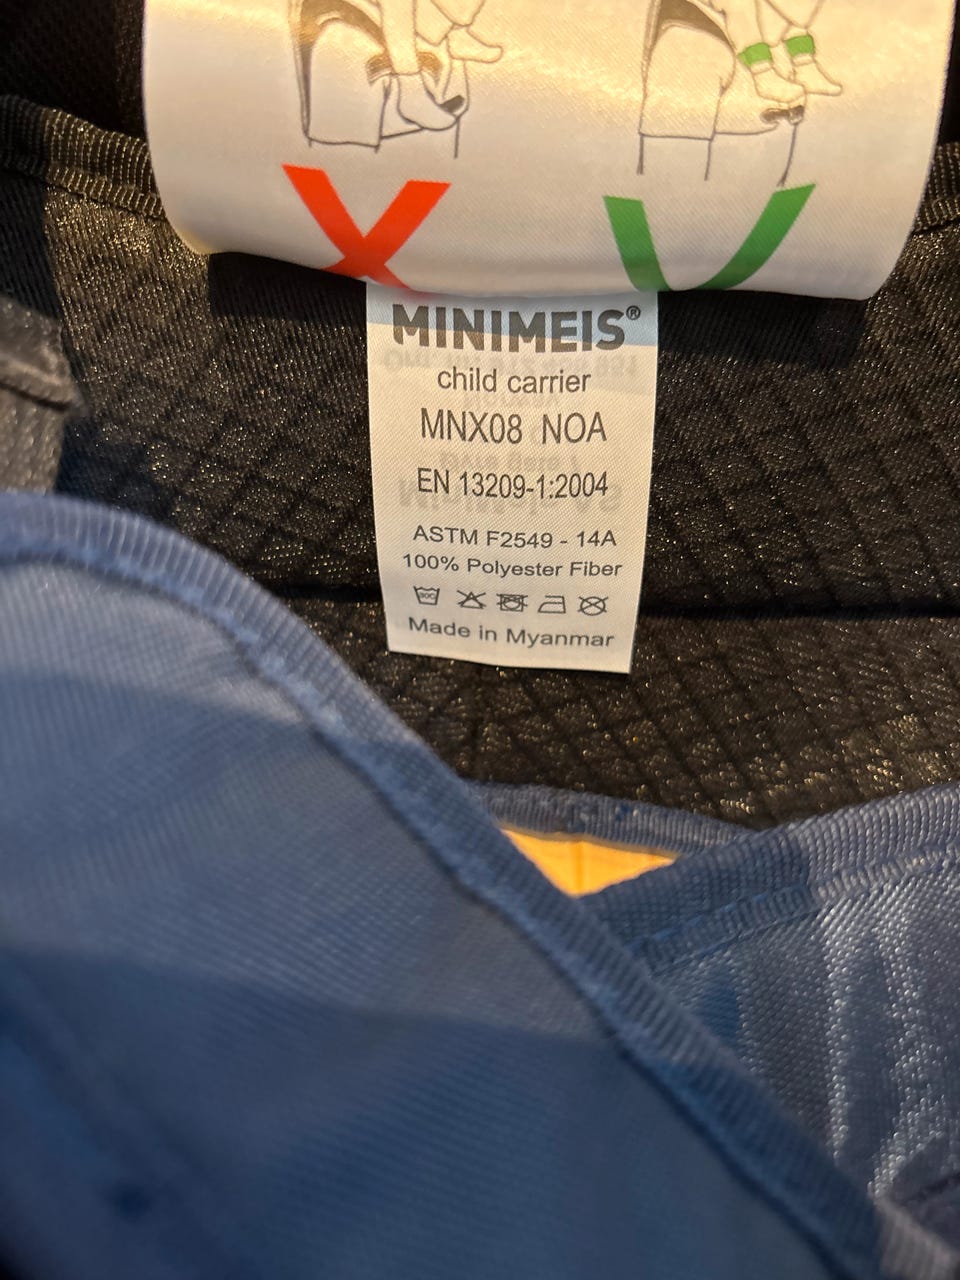 MINIMEIS®
child carrier
MNX08 NOA
EN 13209-1:2004
ASTM F2549 - 14A
100% Polyester Fiber
Made in Myanmar